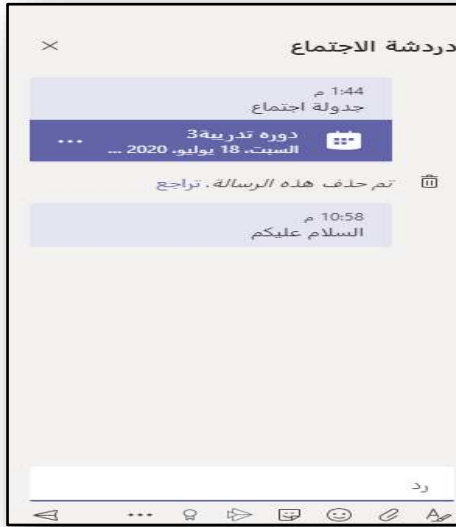 دردشة الاجتماع
1:44 م
جدولة اجتماع
دوره تدريبة3
السبت، 18 يوليو، 2020 ...
تم حذف هذه الرسالة. تراجع
10:58 م
السلام عليكم
رد